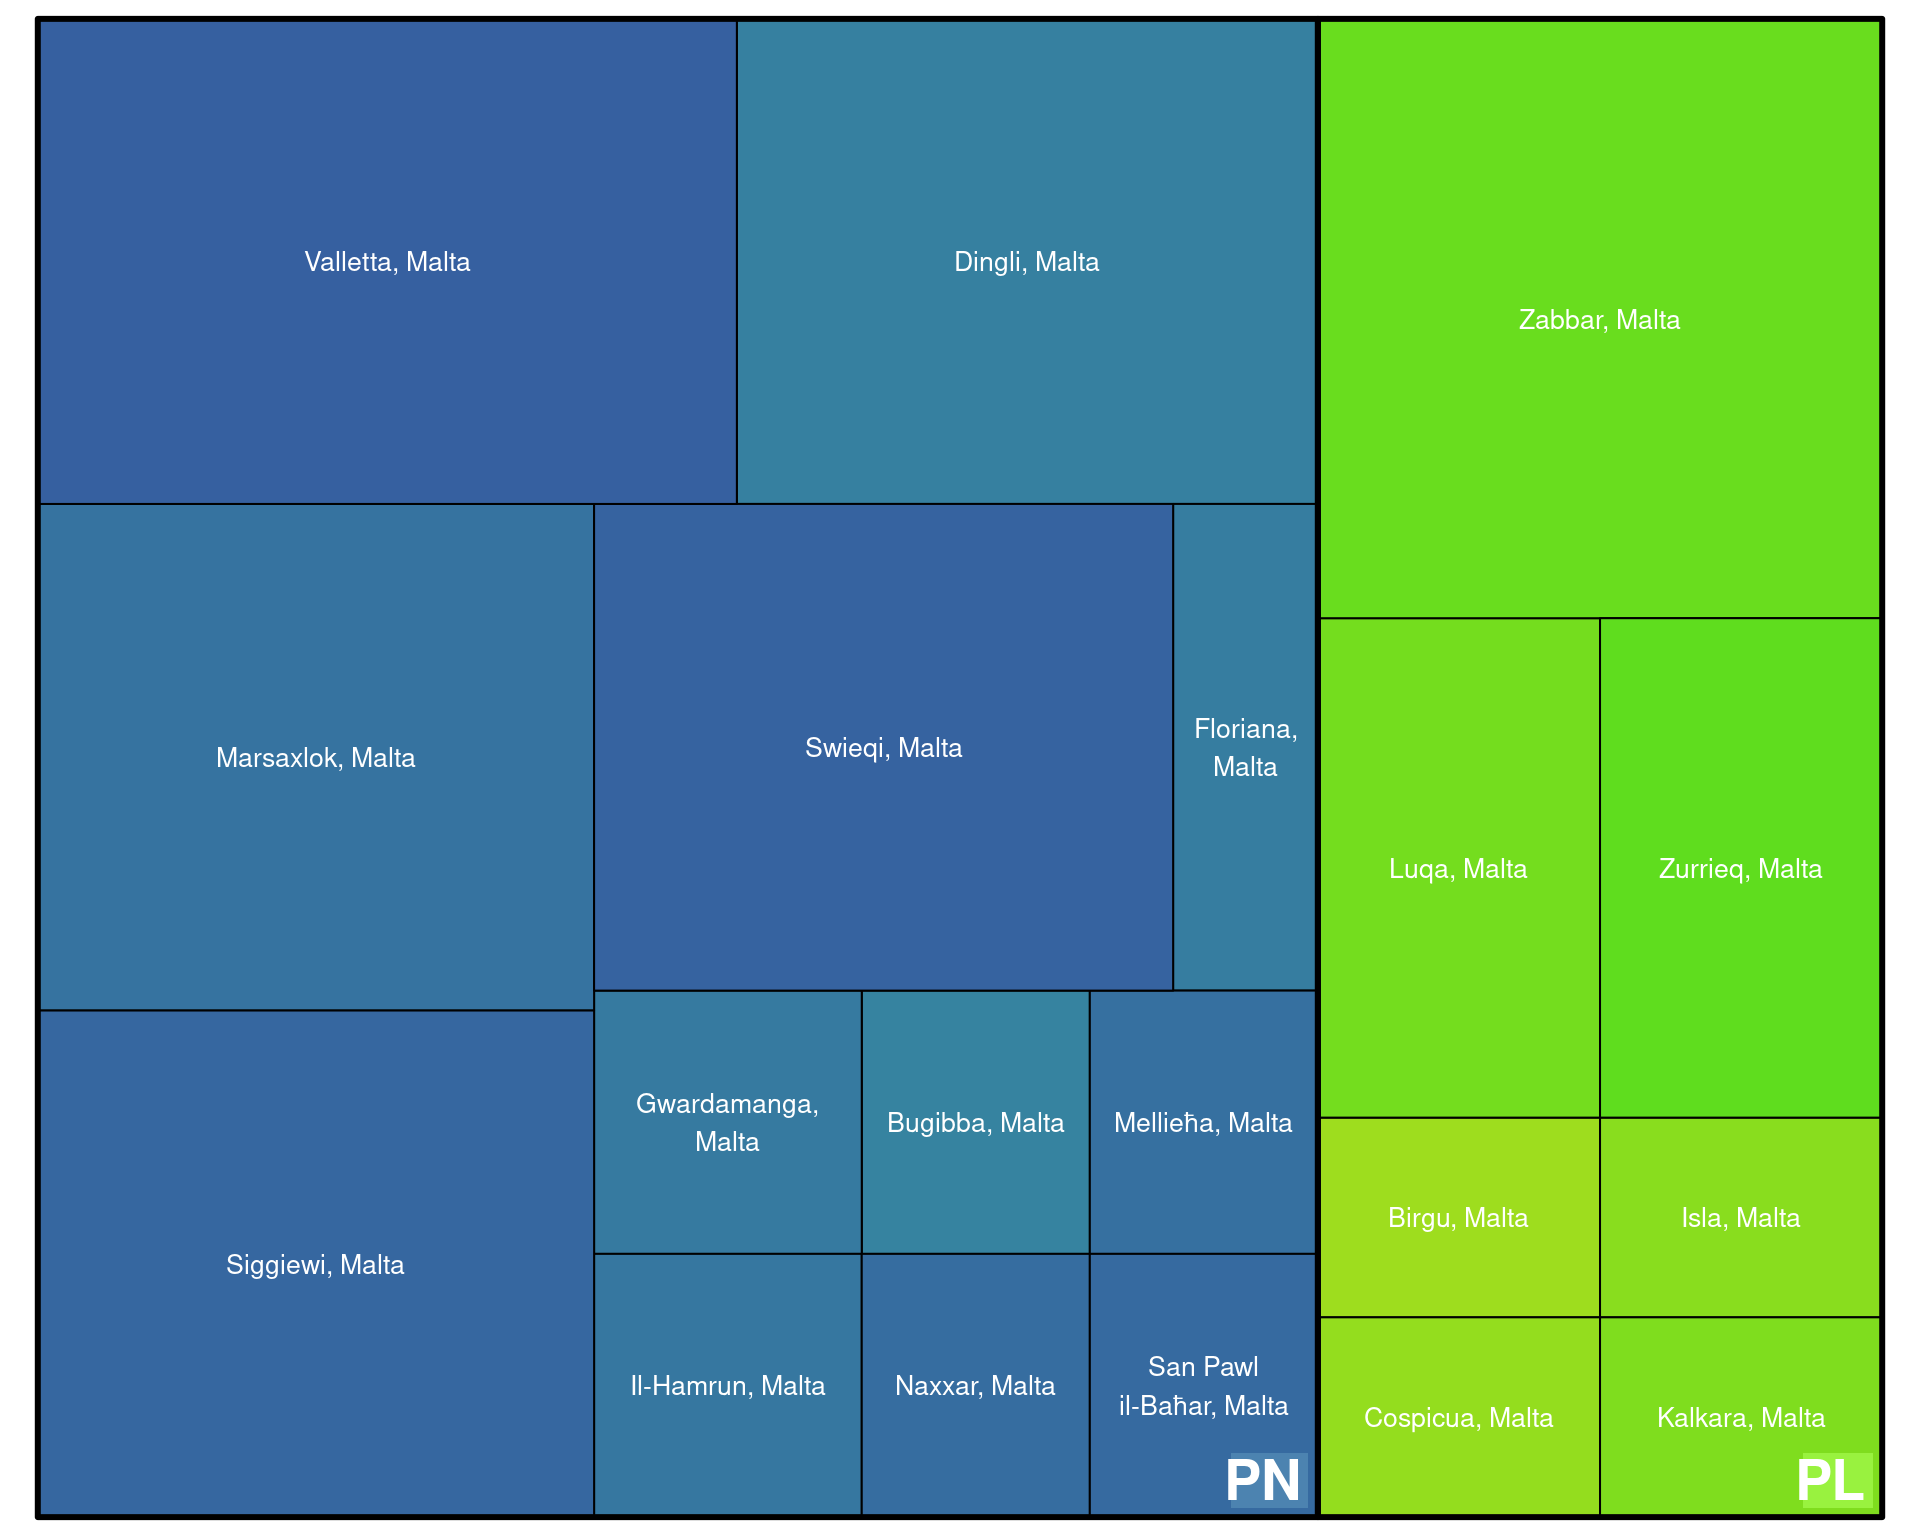 Valletta, Malta
Dingli, Malta
Zabbar, Malta
Marsaxlok, Malta
Swieqi, Malta
Floriana,
Malta
Luqa, Malta
Zurrieq, Malta
Siggiewi, Malta
Gwardamanga,
Malta
Bugibba, Malta
Mellieħa, Malta
Birgu, Malta
Isla, Malta
Il-Hamrun, Malta
Naxxar, Malta
San Pawl
il-Baħar, Malta
Cospicua, Malta
Kalkara, Malta
PN
PL